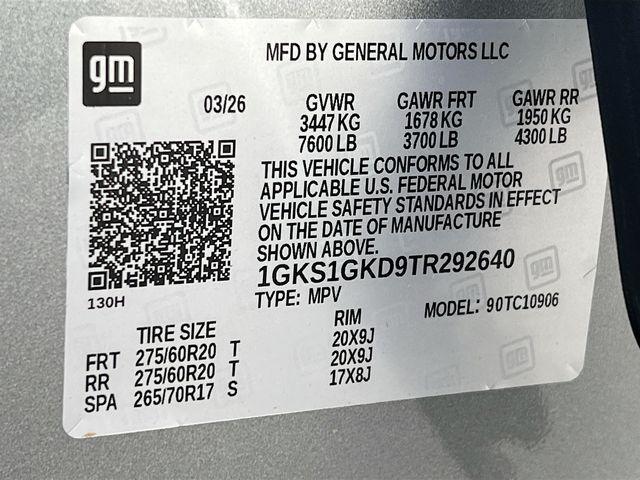 gm
MFD BY GENERAL MOTORS LLC
03/26 GVWR GAWR FRT GAWR RR
3447 KG 1678 KG 1950 KG
7600 LB 3700 LB 4300 LB
THIS VEHICLE CONFORMS TO ALL
APPLICABLE U.S. FEDERAL MOTOR
VEHICLE SAFETY STANDARDS IN EFFECT
ON THE DATE OF MANUFACTURE
SHOWN ABOVE.
1GKS1GKD9TR292640
130H
TYPE: MPV MODEL: 90TC10906
TIRE SIZE RIM
FRT 275/60R20 T 20X9J
RR 275/60R20 T 20X9J
SPA 265/70R17 S 17X8J